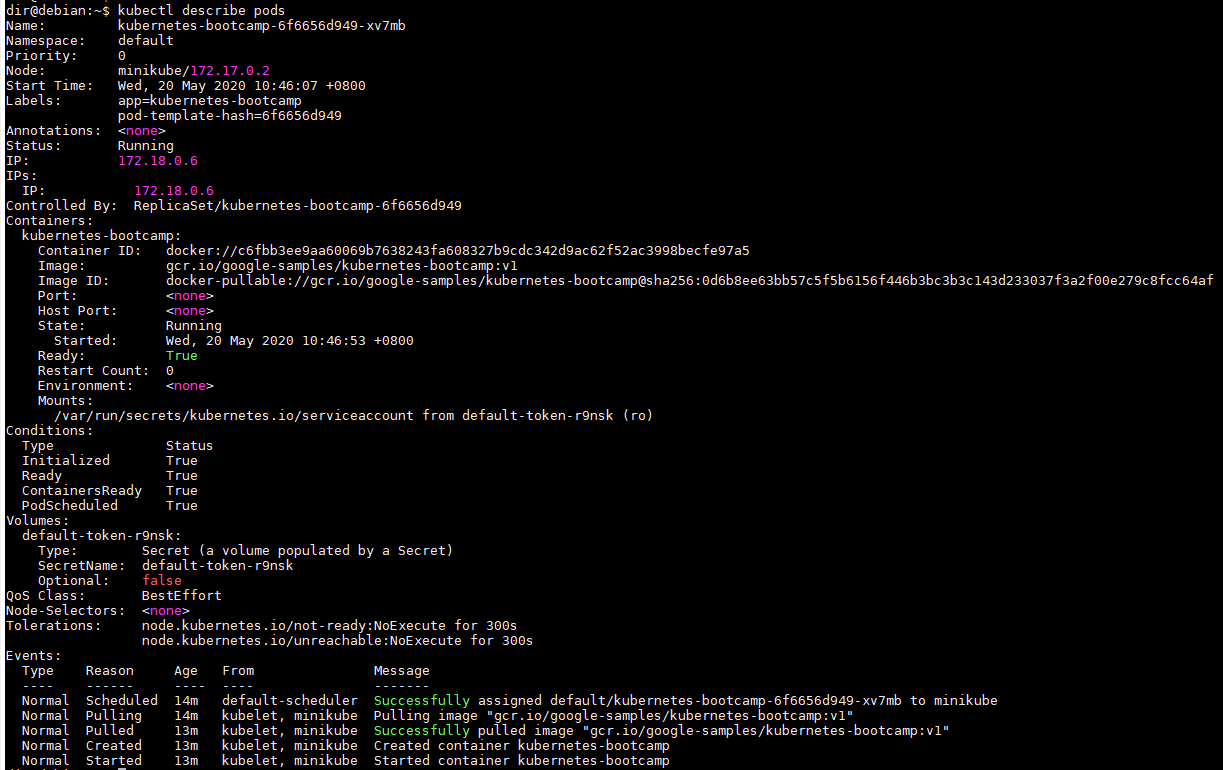 dir@debian:~$ kubectl describe pods
Name:         kubernetes-bootcamp-6f6656d949-xv7mb
Namespace:    default
Priority:     0
Node:         minikube/172.17.0.2
Start Time:   Wed, 20 May 2020 10:46:07 +0800
Labels:       app=kubernetes-bootcamp
              pod-template-hash=6f6656d949
Annotations:  <none>
Status:       Running
IP:           172.18.0.6
IPs:
  IP:           172.18.0.6
Controlled By:  ReplicaSet/kubernetes-bootcamp-6f6656d949
Containers:
  kubernetes-bootcamp:
    Container ID:   docker://c6fbb3ee9aa60069b7638243fa608327b9cdc342d9ac62f52ac3998becfe97a5
    Image:          gcr.io/google-samples/kubernetes-bootcamp:v1
    Image ID:       docker-pullable://gcr.io/google-samples/kubernetes-bootcamp@sha256:0d6b8ee63bb57c5f5b6156f446b3bc3b3c143d233037f3a2f00e279c8fcc64af
    Port:           <none>
    Host Port:      <none>
    State:          Running
      Started:      Wed, 20 May 2020 10:46:53 +0800
    Ready:          True
    Restart Count:  0
    Environment:    <none>
    Mounts:
      /var/run/secrets/kubernetes.io/serviceaccount from default-token-r9nsk (ro)
Conditions:
  Type              Status
  Initialized       True
  Ready             True
  ContainersReady   True
  PodScheduled      True
Volumes:
  default-token-r9nsk:
    Type:        Secret (a volume populated by a Secret)
    SecretName:  default-token-r9nsk
    Optional:    false
QoS Class:       BestEffort
Node-Selectors:  <none>
Tolerations:     node.kubernetes.io/not-ready:NoExecute for 300s
                 node.kubernetes.io/unreachable:NoExecute for 300s
Events:
  Type    Reason     Age   From               Message
  ----    ------     ----  ----               -------
  Normal  Scheduled  14m   default-scheduler  Successfully assigned default/kubernetes-bootcamp-6f6656d949-xv7mb to minikube
  Normal  Pulling    14m   kubelet, minikube  Pulling image "gcr.io/google-samples/kubernetes-bootcamp:v1"
  Normal  Pulled     13m   kubelet, minikube  Successfully pulled image "gcr.io/google-samples/kubernetes-bootcamp:v1"
  Normal  Created    13m   kubelet, minikube  Created container kubernetes-bootcamp
  Normal  Started    13m   kubelet, minikube  Started container kubernetes-bootcamp